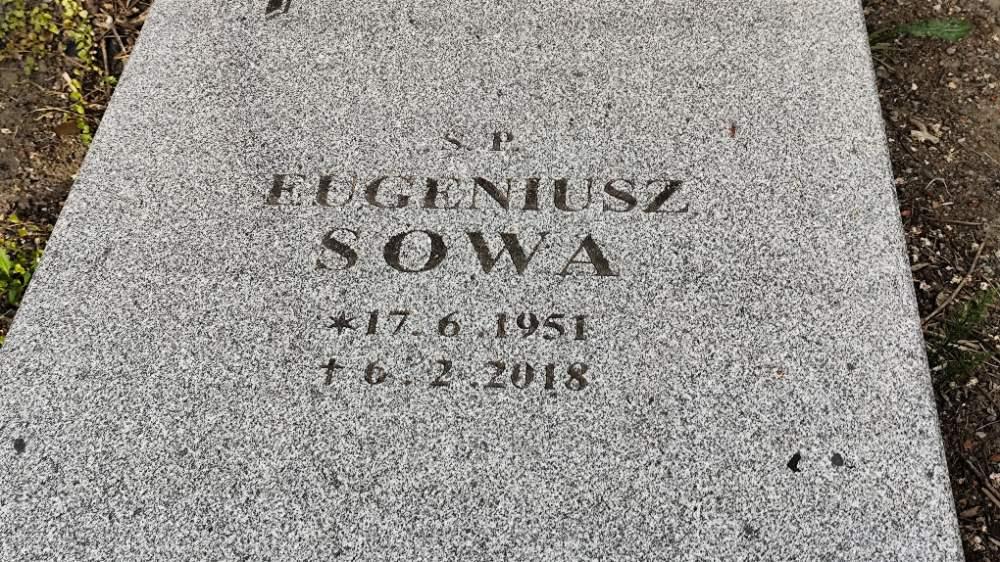 Ś. P.
EUGENIUSZ
SOWA
* 17. 6. 1951
† 6. 2. 2018